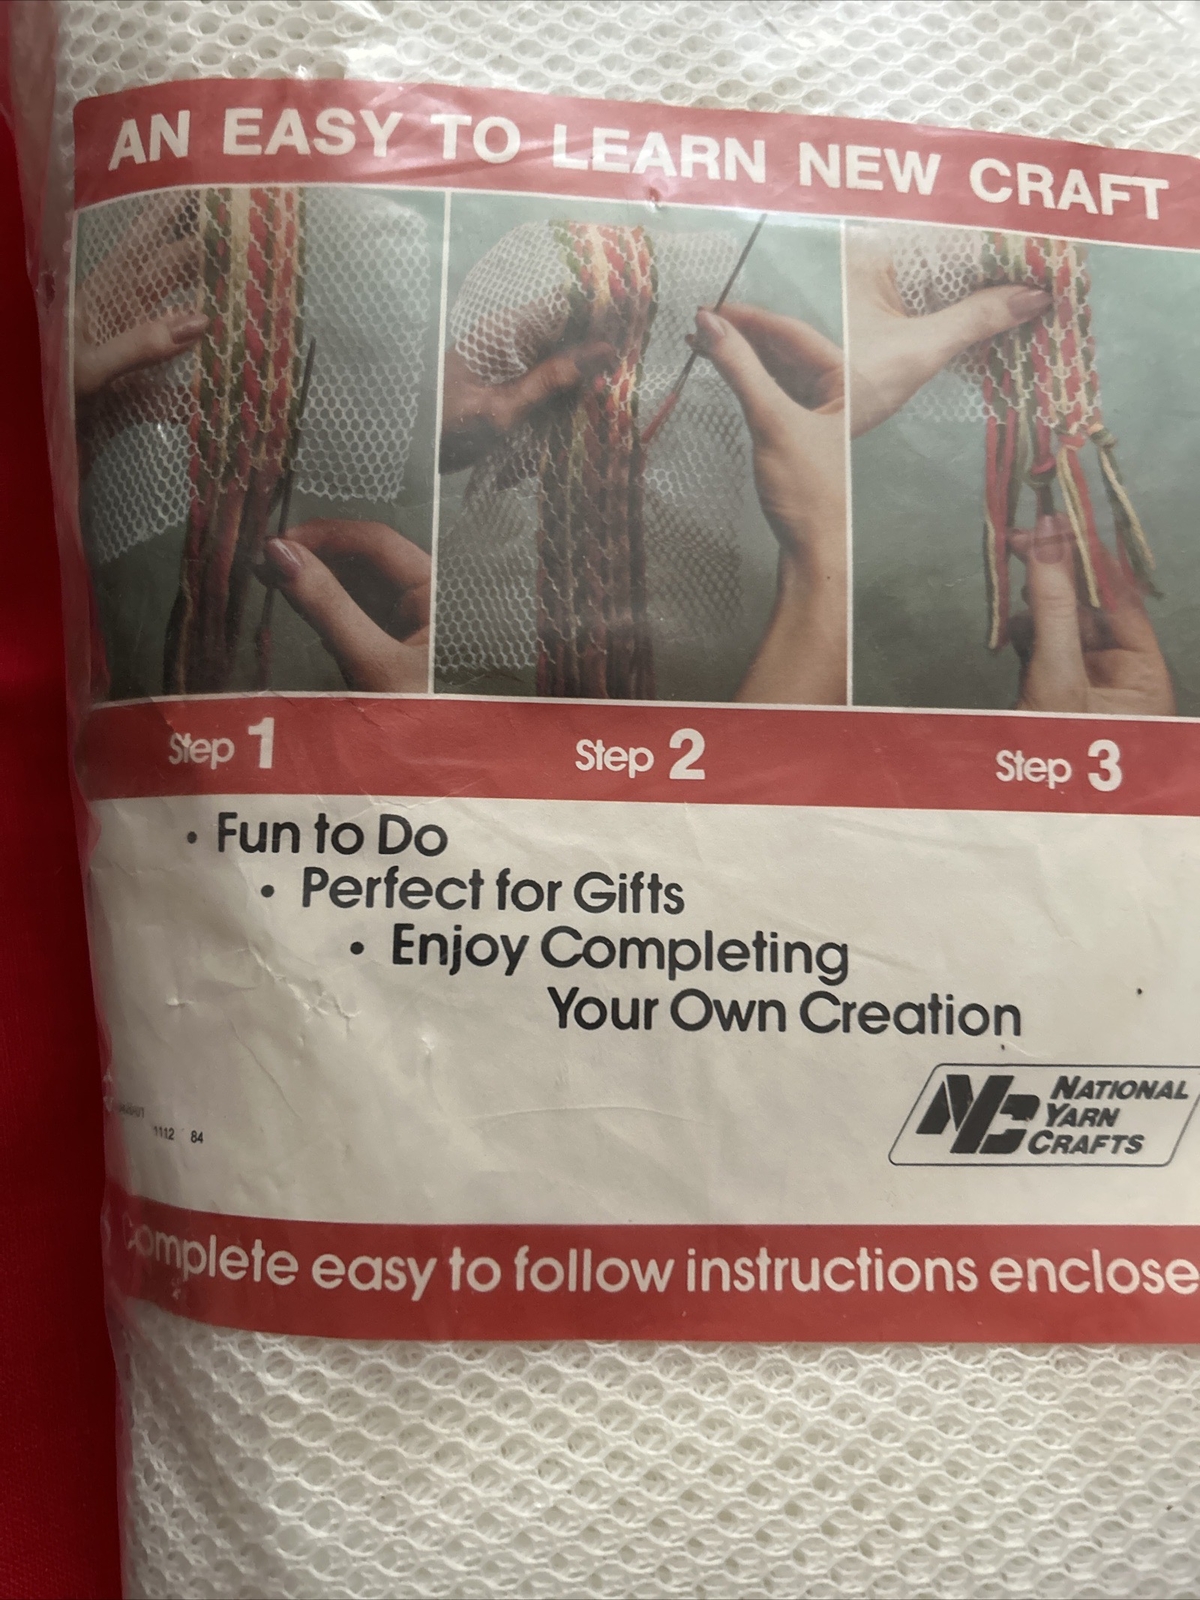 AN EASY TO LEARN NEW CRAFT
Step 1
Step 2
Step 3
• Fun to Do
• Perfect for Gifts
• Enjoy Completing
Your Own Creation
NYC NATIONAL
YARN
CRAFTS
1112 84
omplete easy to follow instructions enclose